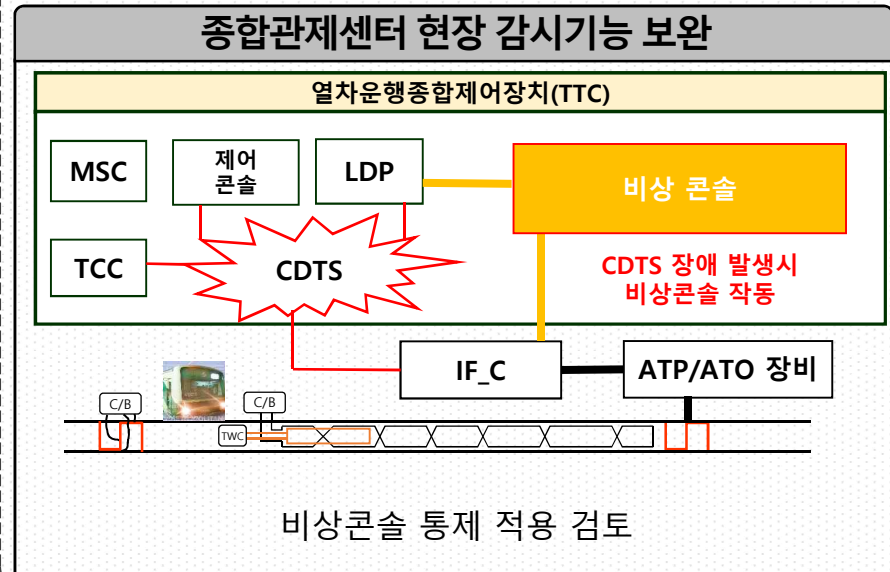 종합관제센터 현장 감시기능 보완
열차운행종합제어장치(TTC)
MSC
제어
콘솔
LDP
비상 콘솔
TCC
CDTS
CDTS 장애 발생시
비상콘솔 작동
IF_C
ATP/ATO 장비
C/B
C/B
TWC
비상콘솔 통제 적용 검토